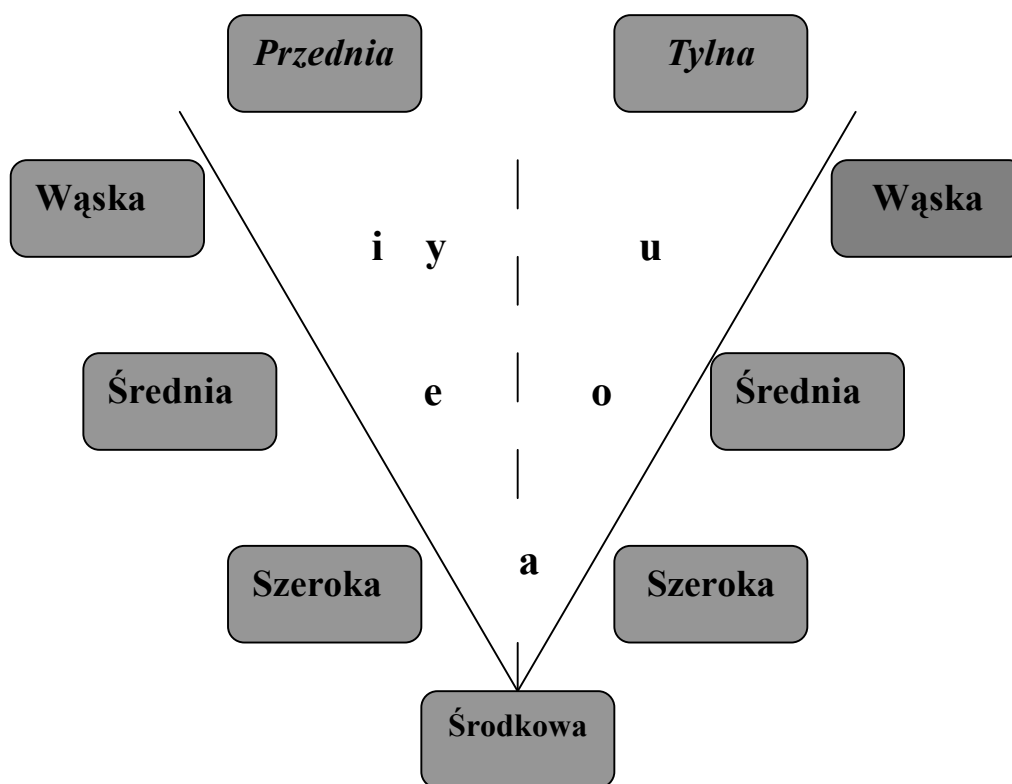 Przednia Tylna
Wąska Wąska
i y u
Średnia e o Średnia
a
Szeroka Szeroka
Środkowa